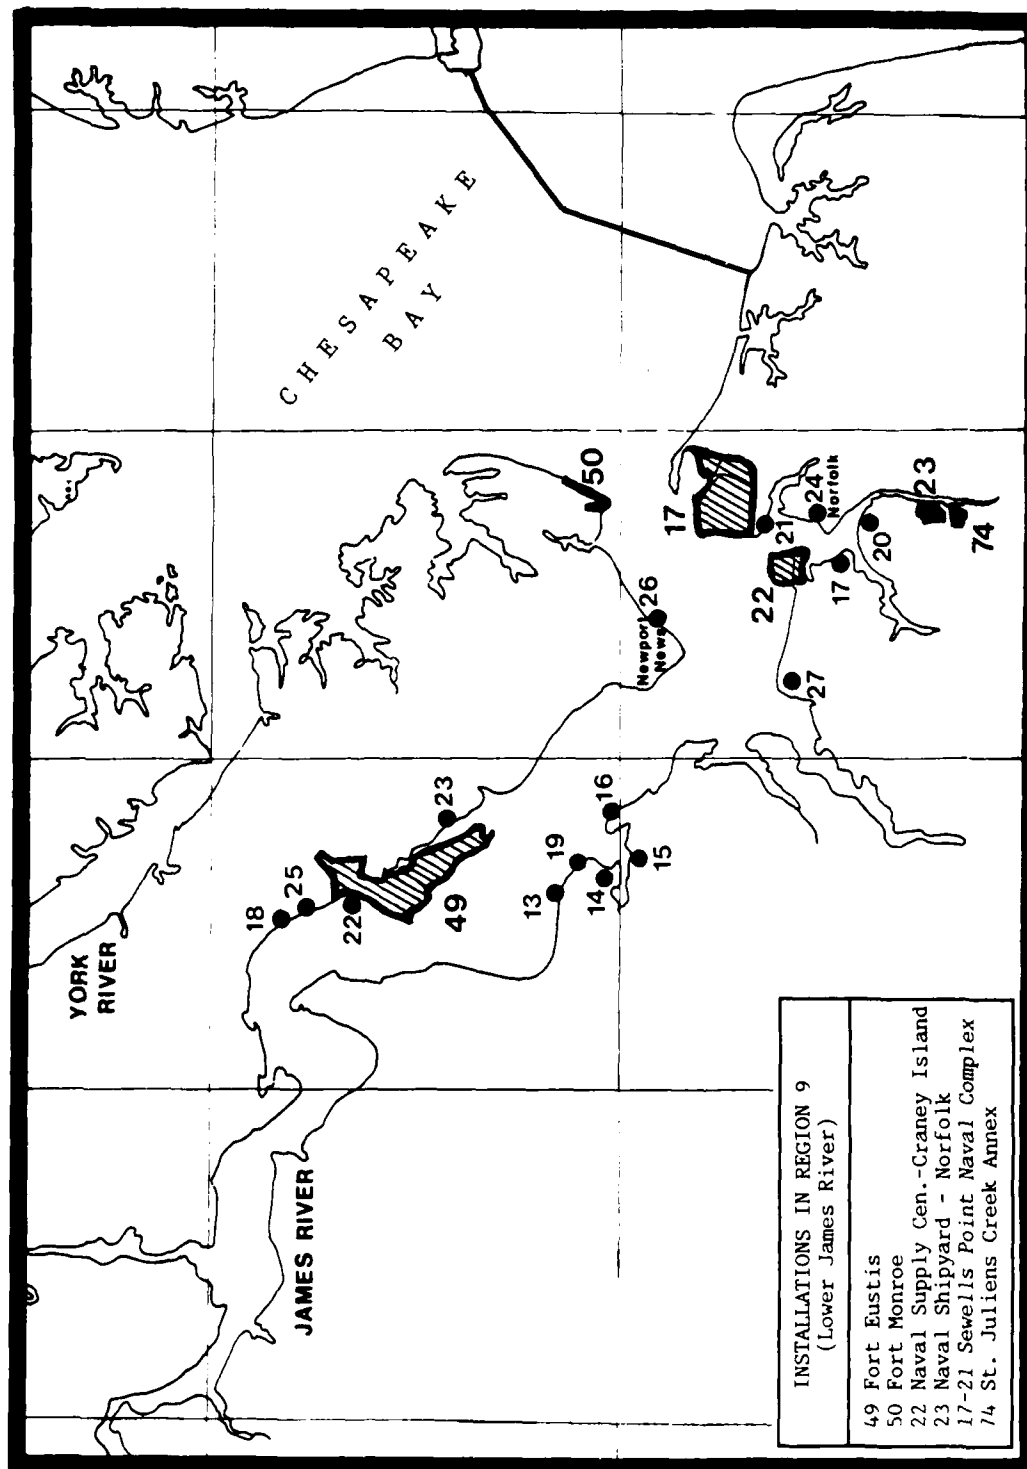 CHESAPEAKE
BAY
YORK
RIVER
JAMES RIVER
18
25
22
49
23
13
19
14
15
16
50
26
Newport
News
17
22
21
24
Norfolk
17
20
23
74
27
INSTALLATIONS IN REGION 9
(Lower James River)
49 Fort Eustis
50 Fort Monroe
22 Naval Supply Cen.-Craney Island
23 Naval Shipyard - Norfolk
17-21 Sewells Point Naval Complex
74 St. Juliens Creek Annex